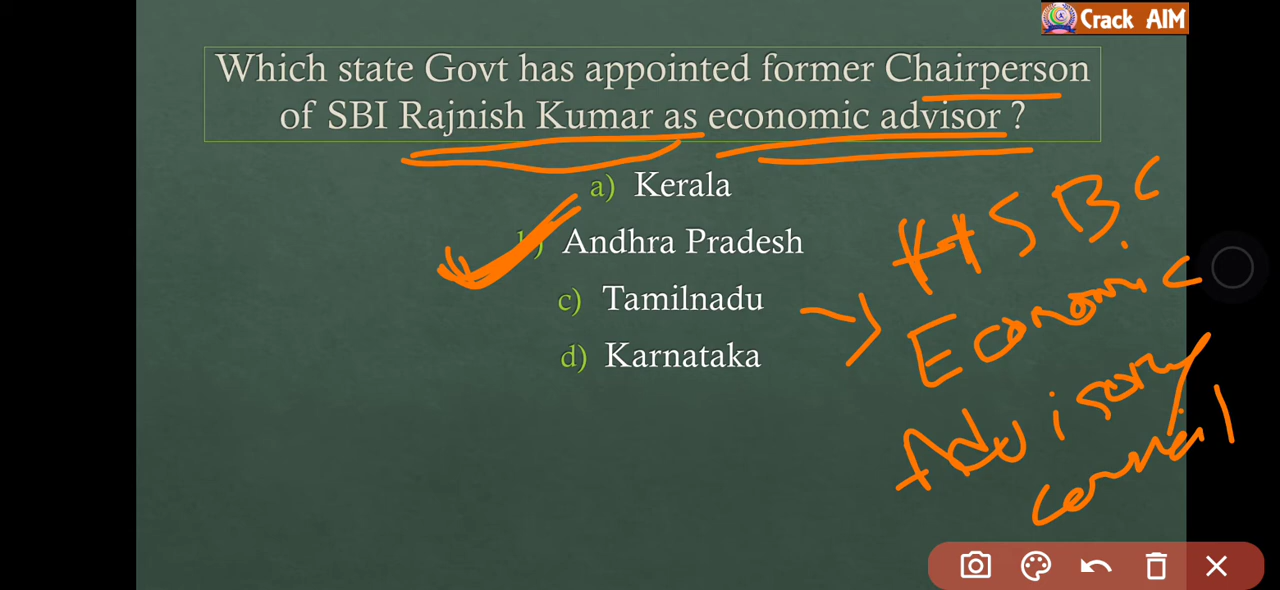 Crack AIM
Which state Govt has appointed former Chairperson
of SBI Rajnish Kumar as economic advisor ?
a) Kerala
b) Andhra Pradesh
c) Tamilnadu
d) Karnataka
HSBC
Economic
Advisory